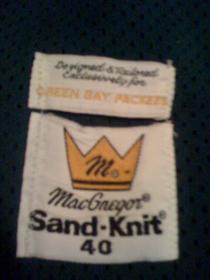 Designed & Tailored
Exclusively for
GREEN BAY PACKERS
M
MacGregor®
Sand-Knit®
40